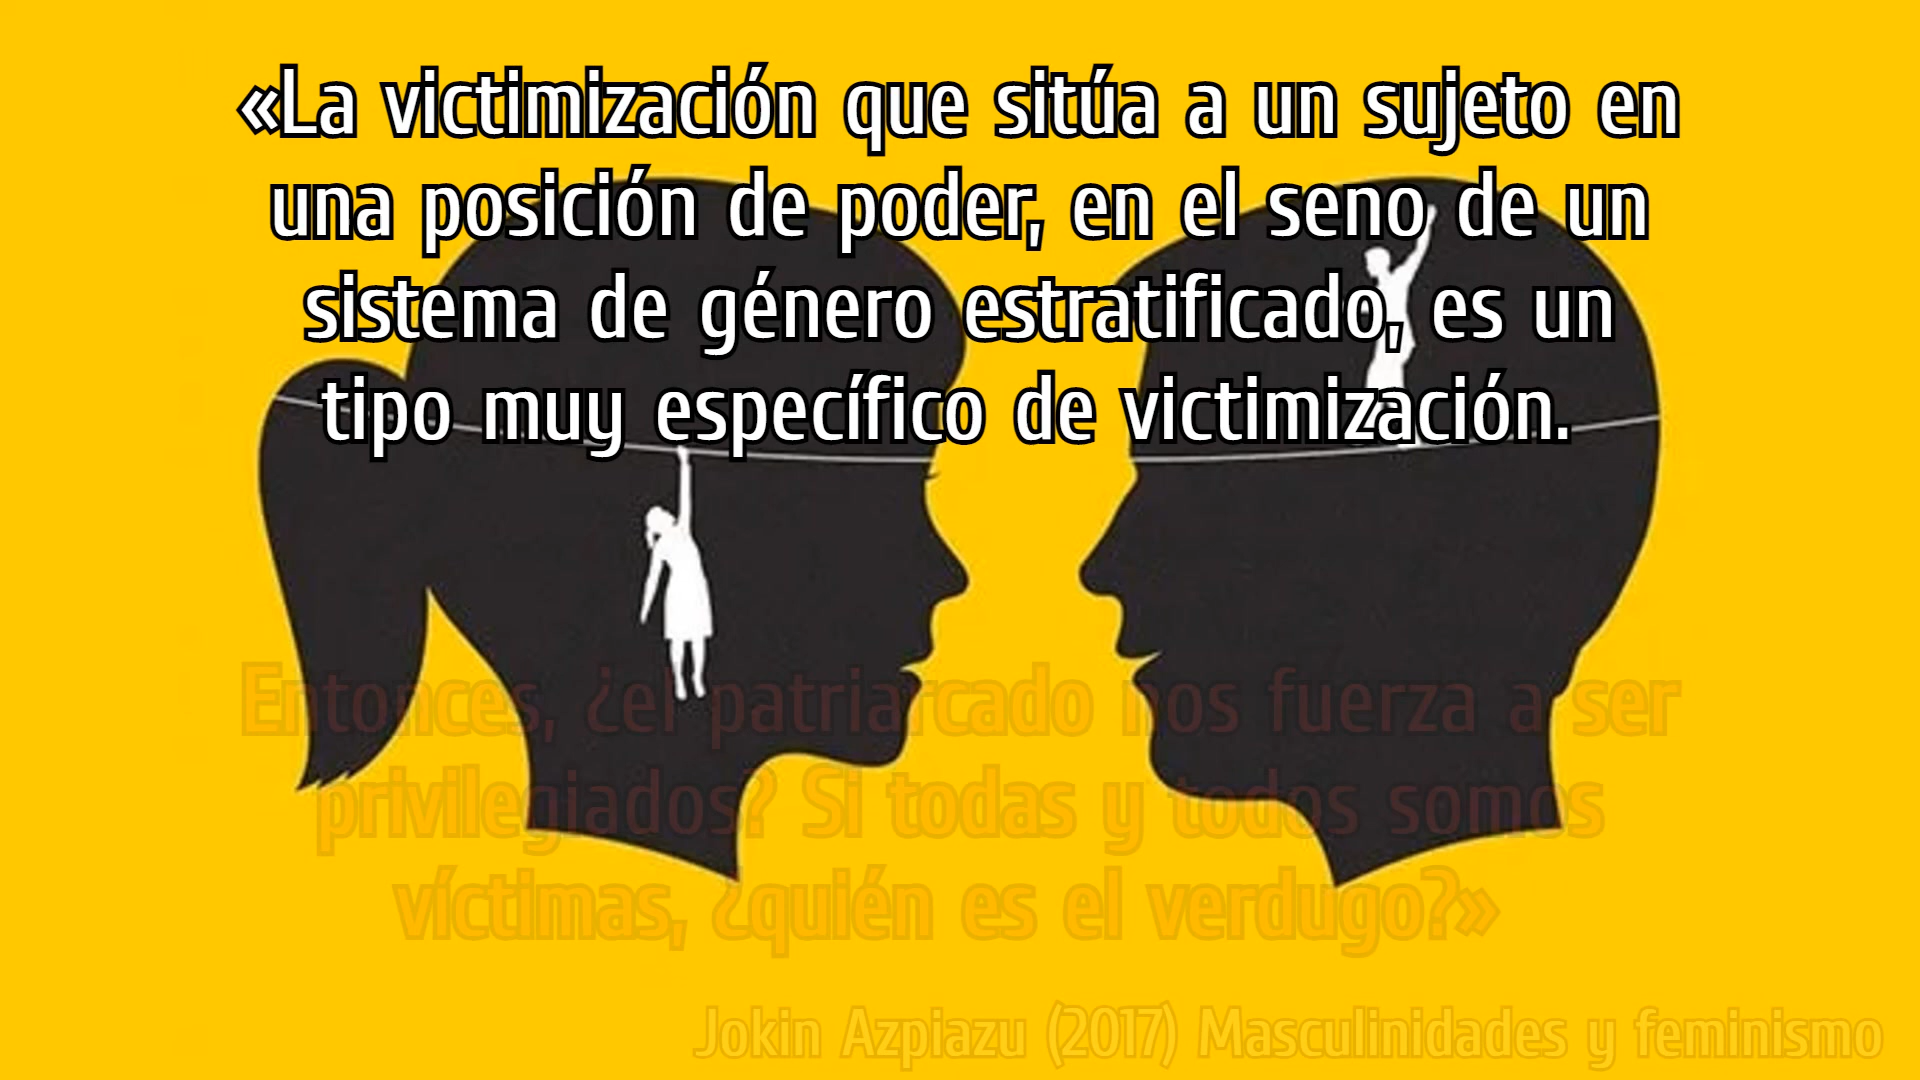 «La victimización que sitúa a un sujeto en
una posición de poder, en el seno de un
sistema de género estratificado, es un
tipo muy específico de victimización.
Entonces, ¿el patriarcado nos fuerza a ser
privilegiados? Si todas y todos somos
víctimas, ¿quién es el verdugo?»
Jokin Azpiazu (2017) Masculinidades y feminismo